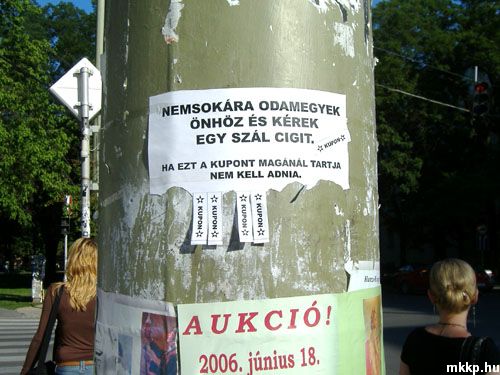 NEMSOKÁRA ODAMEGYEK
ÖNHÖZ ÉS KÉREK
EGY SZÁL CIGIT.
☆ KUPON ☆
HA EZT A KUPONT MAGÁNÁL TARTJA
NEM KELL ADNIA.
☆ KUPON ☆
☆ KUPON ☆
☆ KUPON ☆
☆ KUPON ☆
AUKCIÓ!
2006. június 18.
mkkp.hu